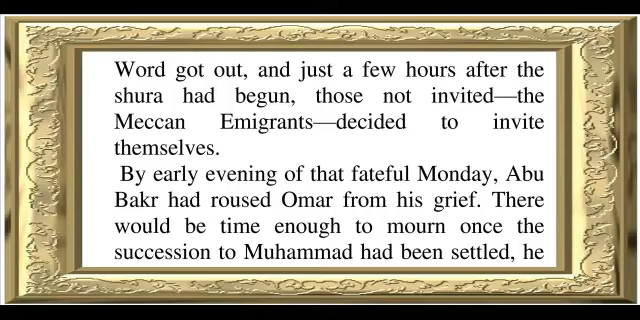 Word got out, and just a few hours after the
shura had begun, those not invited—the
Meccan Emigrants—decided to invite
themselves.
By early evening of that fateful Monday, Abu
Bakr had roused Omar from his grief. There
would be time enough to mourn once the
succession to Muhammad had been settled, he